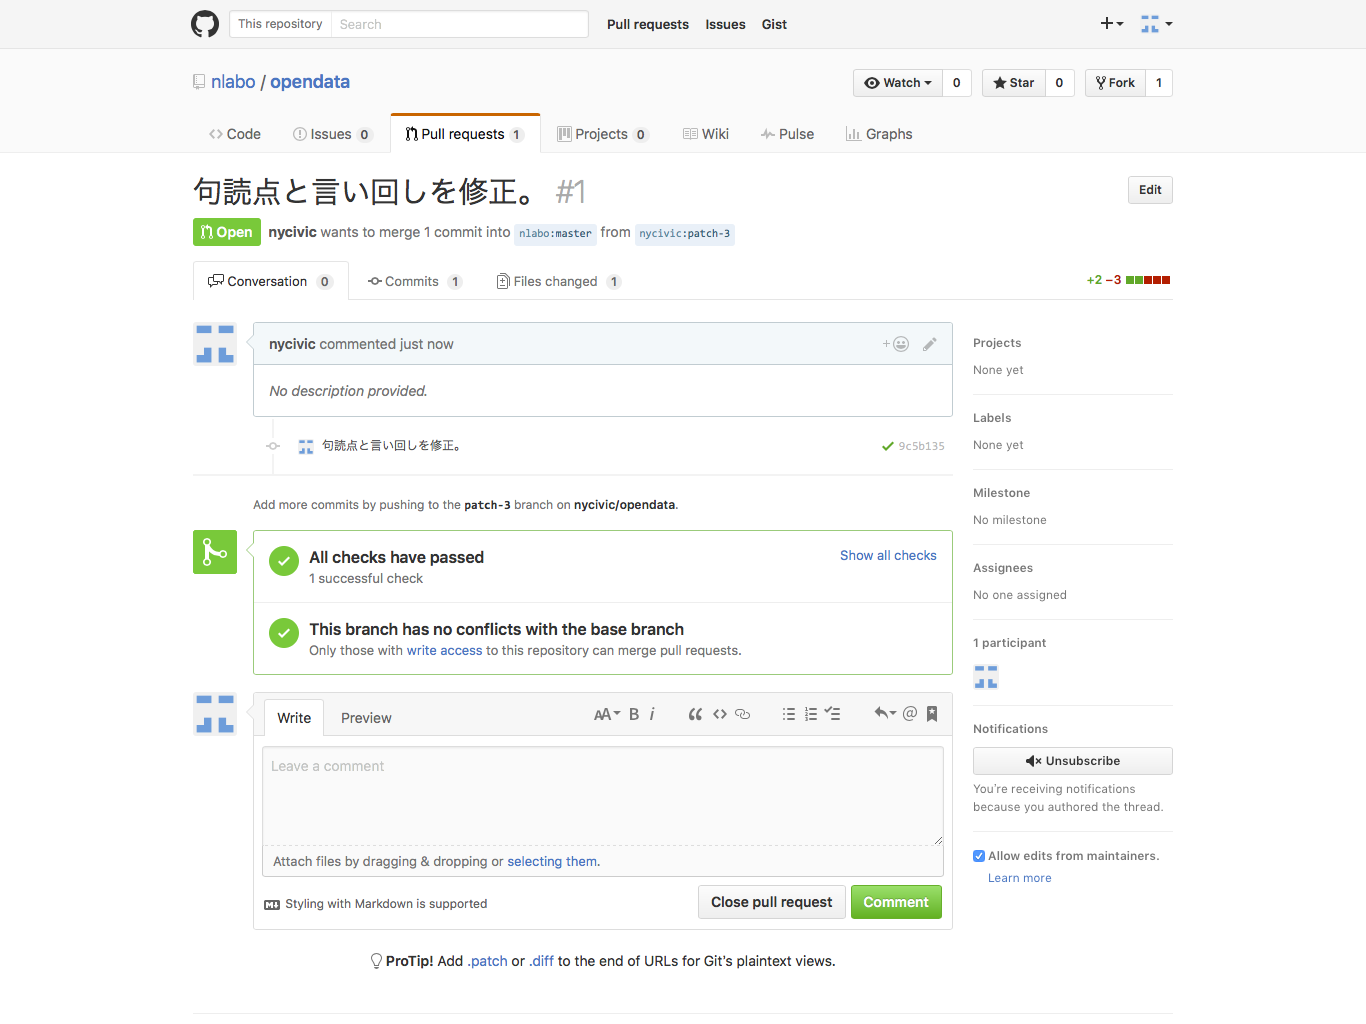 This repository Search Pull requests Issues Gist
nlabo / opendata Watch 0 Star 0 Fork 1
Code Issues 0 Pull requests 1 Projects 0 Wiki Pulse Graphs
句読点と言い回しを修正。 #1 Edit
Open nycivic wants to merge 1 commit into nlabo:master from nycivic:patch-3
Conversation 0 Commits 1 Files changed 1 +2 −3
nycivic commented just now
No description provided.
句読点と言い回しを修正。 9c5b135
Add more commits by pushing to the patch-3 branch on nycivic/opendata.
All checks have passed Show all checks
1 successful check
This branch has no conflicts with the base branch
Only those with write access to this repository can merge pull requests.
Write Preview AA B i
Leave a comment
Attach files by dragging & dropping or selecting them.
Styling with Markdown is supported Close pull request Comment
ProTip! Add .patch or .diff to the end of URLs for Git's plaintext views.
Projects
None yet
Labels
None yet
Milestone
No milestone
Assignees
No one assigned
1 participant
Notifications
Unsubscribe
You're receiving notifications
because you authored the thread.
Allow edits from maintainers.
Learn more